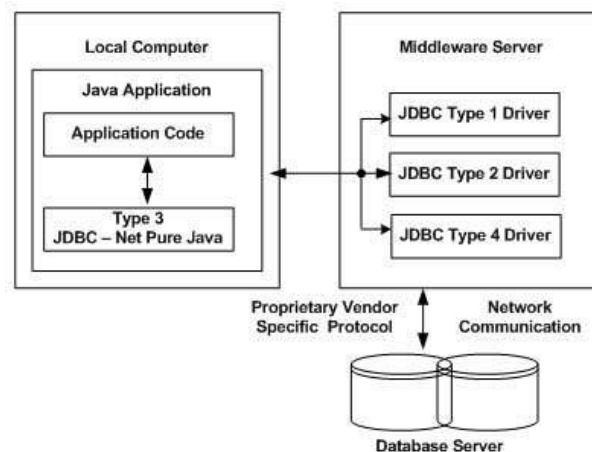 Local Computer
Java Application
Application Code
Type 3
JDBC – Net Pure Java
Middleware Server
JDBC Type 1 Driver
JDBC Type 2 Driver
JDBC Type 4 Driver
Proprietary Vendor
Specific Protocol
Network
Communication
Database Server